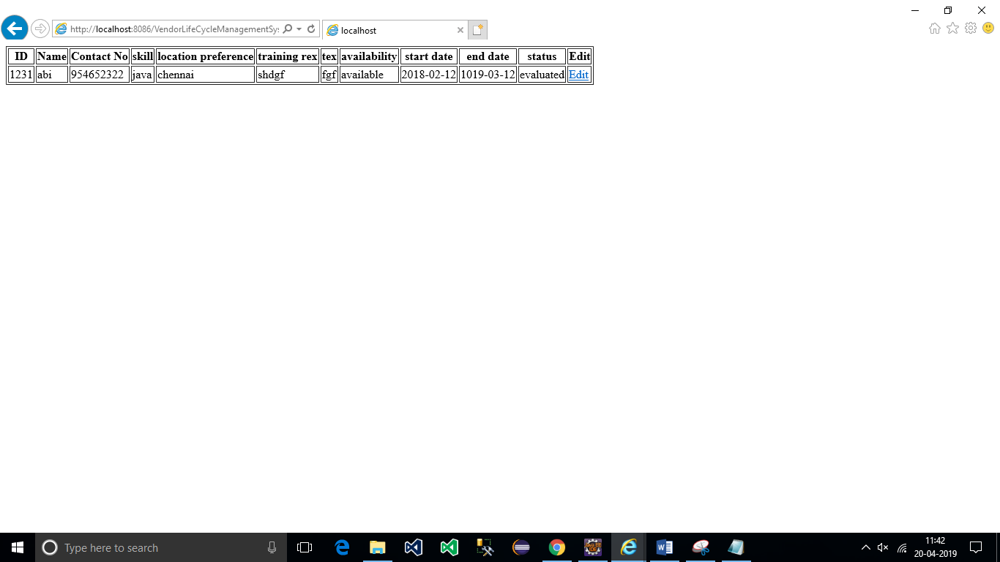 http://localhost:8086/VendorLifeCycleManagementSy
localhost
ID Name Contact No skill location preference training rex tex availability start date end date status Edit
1231 abi 954652322 java chennai shdgf fgf available 2018-02-12 1019-03-12 evaluated Edit
Type here to search
11:42
20-04-2019